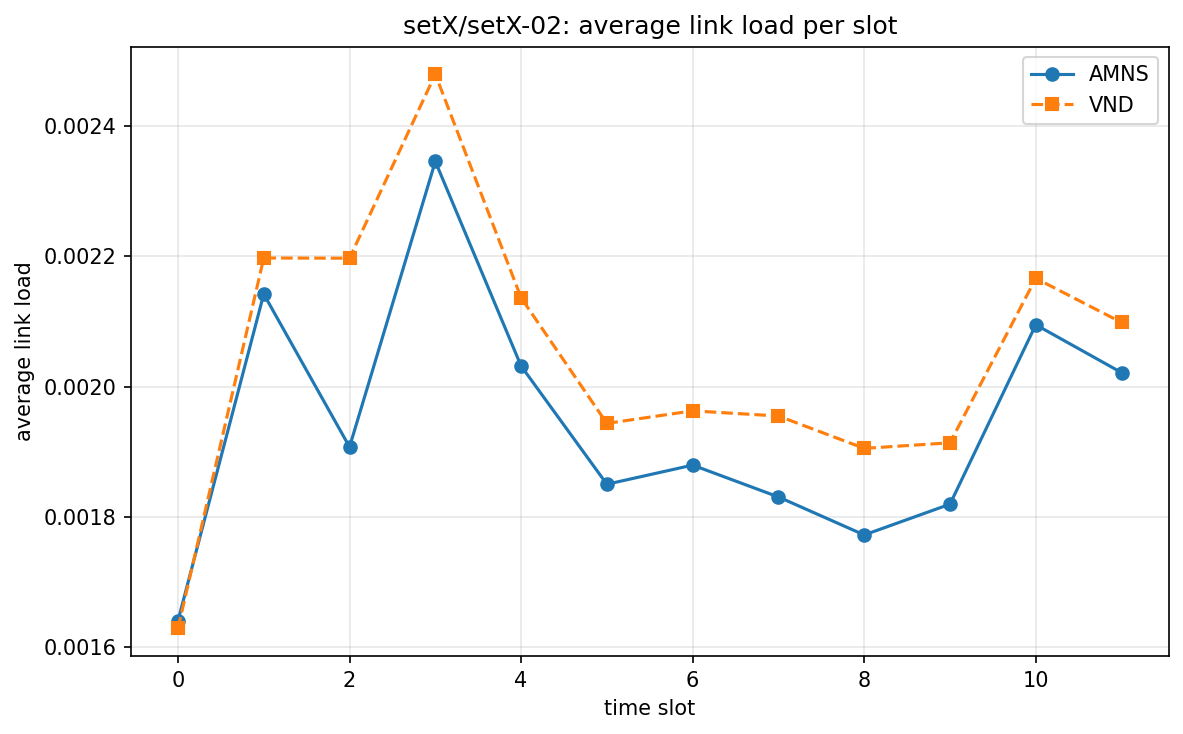 setX/setX-02: average link load per slot
AMNS
VND
average link load
0.0024
0.0022
0.0020
0.0018
0.0016
0 2 4 6 8 10
time slot